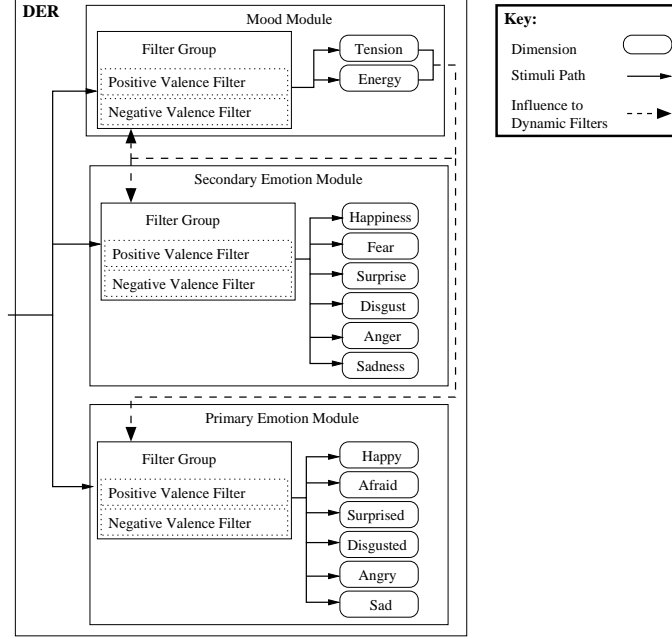 DER
Mood Module
Filter Group
Positive Valence Filter
Negative Valence Filter
Tension
Energy
Secondary Emotion Module
Filter Group
Positive Valence Filter
Negative Valence Filter
Happiness
Fear
Surprise
Disgust
Anger
Sadness
Primary Emotion Module
Filter Group
Positive Valence Filter
Negative Valence Filter
Happy
Afraid
Surprised
Disgusted
Angry
Sad
Key:
Dimension
Stimuli Path
Influence to
Dynamic Filters